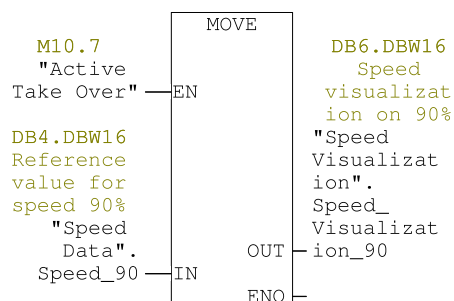 MOVE
M10.7
"Active
Take Over"
EN
DB4.DBW16
Reference
value for
speed 90%
"Speed
Data".
Speed_90
IN
DB6.DBW16
Speed
visualizat
ion on 90%
"Speed
Visualizat
ion".
Speed_
Visualizat
ion_90
OUT
ENO